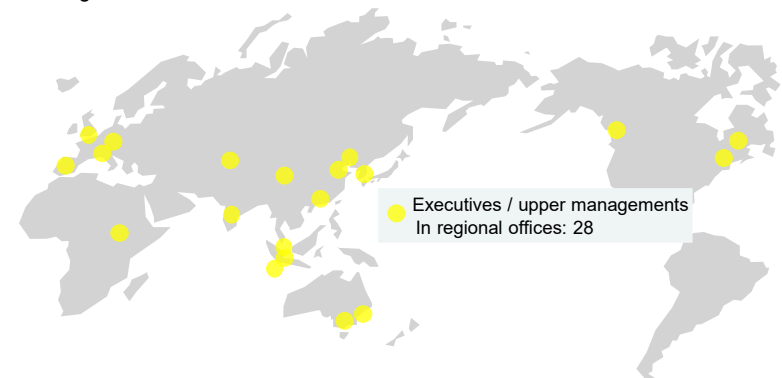 Executives / upper managements
In regional offices: 28